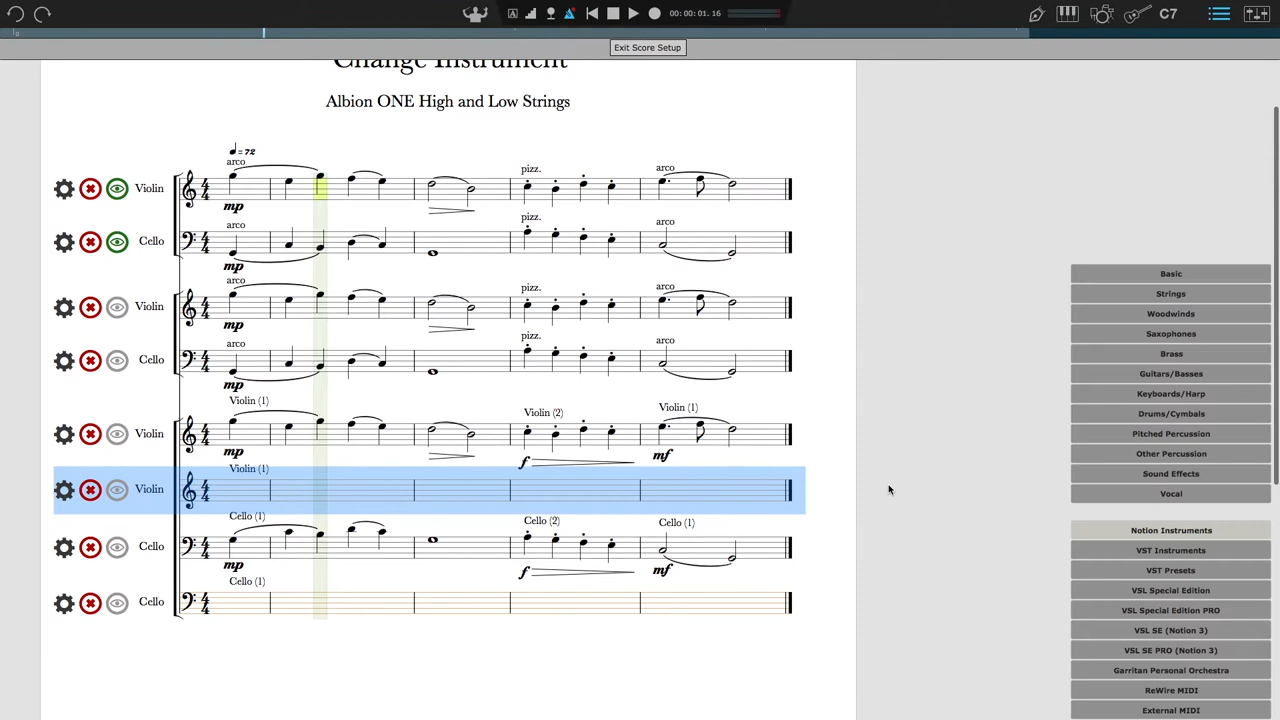 A 00:00:01.16 C7
Exit Score Setup
Change Instrument
Albion ONE High and Low Strings
= 72
arco pizz. arco
Violin
mp
arco pizz. arco
Cello
mp
arco pizz. arco
Violin
mp
arco pizz. arco
Cello
mp
Violin (1) Violin (2) Violin (1)
Violin
mp f mf
Violin (1)
Violin
Cello (1) Cello (2) Cello (1)
Cello
mp f mf
Cello (1)
Cello
Basic
Strings
Woodwinds
Saxophones
Brass
Guitars/Basses
Keyboards/Harp
Drums/Cymbals
Pitched Percussion
Other Percussion
Sound Effects
Vocal
Notion Instruments
VST Instruments
VST Presets
VSL Special Edition
VSL Special Edition PRO
VSL SE (Notion 3)
VSL SE PRO (Notion 3)
Garritan Personal Orchestra
ReWire MIDI
External MIDI